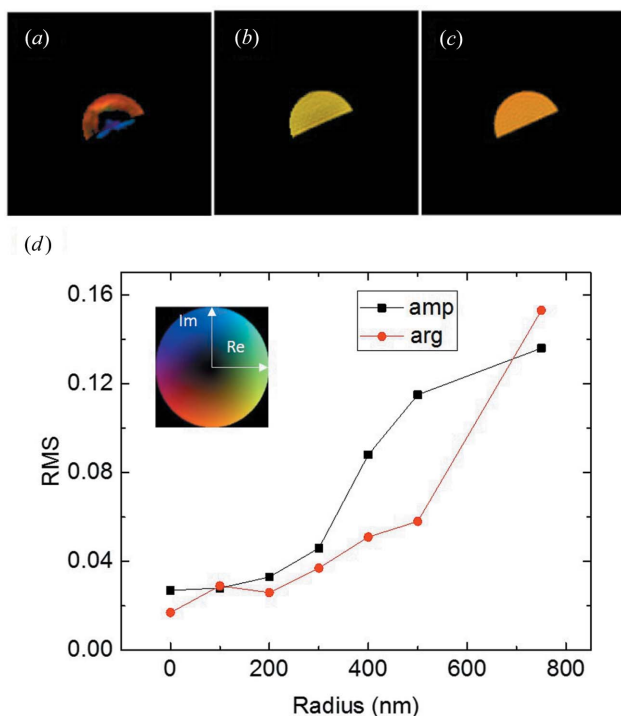 (a) (b) (c)
(d)
0.16
0.12
0.08
0.04
0.00
RMS
Im
Re
amp
arg
0 200 400 600 800
Radius (nm)